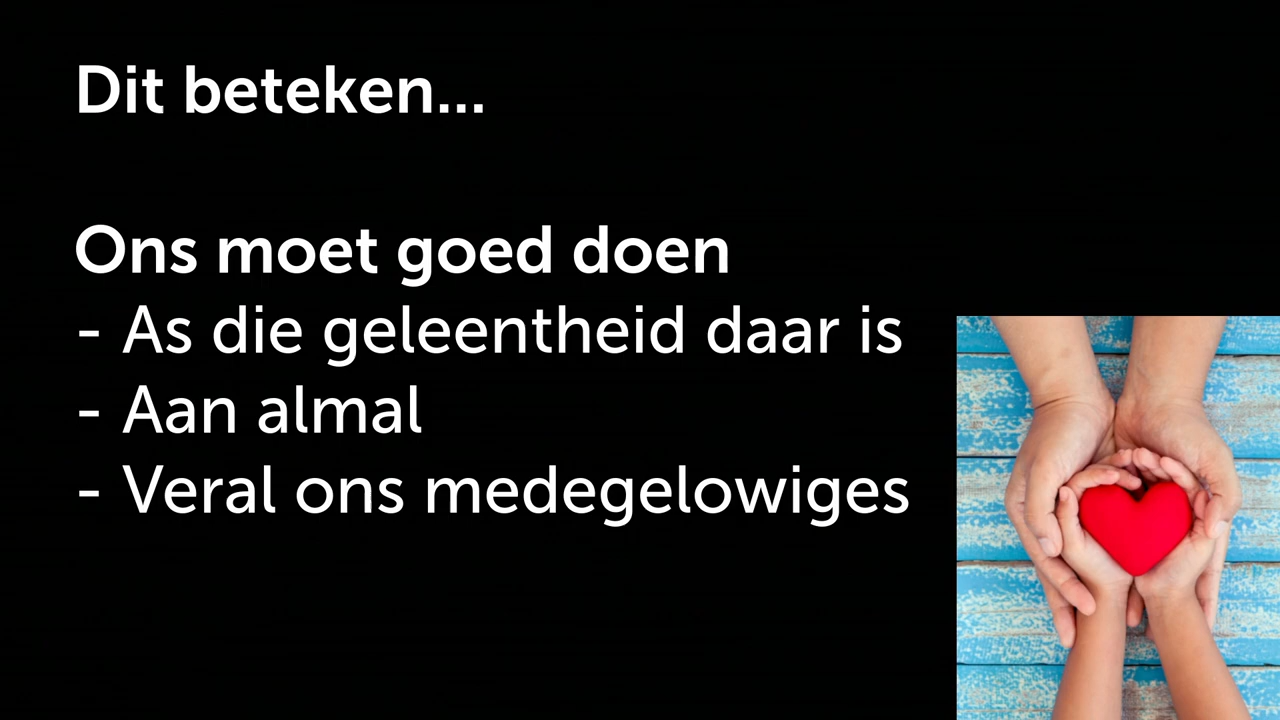 Dit beteken...
Ons moet goed doen
- As die geleentheid daar is
- Aan almal
- Veral ons medegelowiges